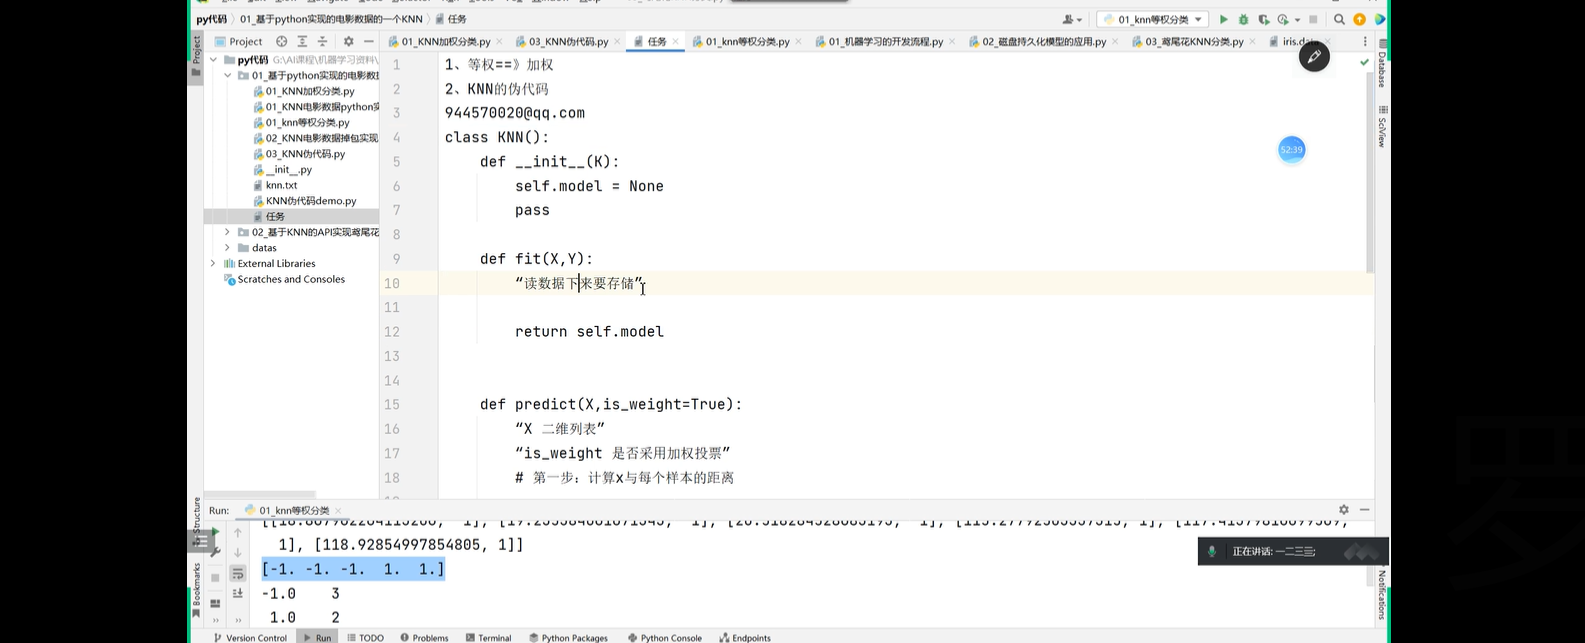 py代码 〉 01_基于python实现的电影数据的一个KNN 〉 任务
01_knn等权分类
Project
01_KNN加权分类.py
03_KNN伪代码.py
任务
01_knn等权分类.py
01_机器学习的开发流程.py
02_磁盘持久化模型的应用.py
03_鸢尾花KNN分类.py
iris.da
Project
py代码 G:\AI课程\机器学习资料\
01_基于python实现的电影数据
01_KNN加权分类.py
01_KNN电影数据python实
01_knn等权分类.py
02_KNN电影数据掉包实现
03_KNN伪代码.py
__init__.py
knn.txt
KNN伪代码demo.py
任务
02_基于KNN的API实现鸢尾花
datas
External Libraries
Scratches and Consoles
1 1、等权==》加权
2 2、KNN的伪代码
3 944570020@qq.com
4 class KNN():
5 def __init__(K):
6 self.model = None
7 pass
8
9 def fit(X,Y):
10 “读数据下来要存储”
11
12 return self.model
13
14
15 def predict(X,is_weight=True):
16 “X 二维列表”
17 “is_weight 是否采用加权投票”
18 # 第一步：计算x与每个样本的距离
52:39
Database
SciView
Notifications
Structure
Bookmarks
Run: 01_knn等权分类
1], [118.92854997854805, 1]]
[-1. -1. -1. 1. 1.]
-1.0 3
1.0 2
正在讲话: 一二三三;
Version Control
Run
TODO
Problems
Terminal
Python Packages
Python Console
Endpoints